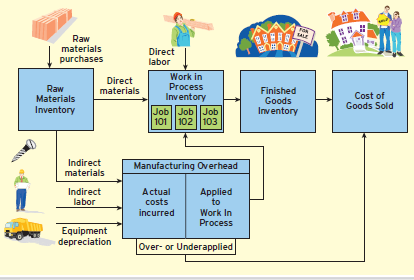 Raw
materials
purchases
Direct
labor
FOR
SALE
SOLD
Raw
Materials
Inventory
Direct
materials
Work in
Process
Inventory
Job
101
Job
102
Job
103
Finished
Goods
Inventory
Cost of
Goods Sold
Indirect
materials
Indirect
labor
Equipment
depreciation
Manufacturing Overhead
Actual
costs
incurred
Applied
to
Work In
Process
Over- or Underapplied